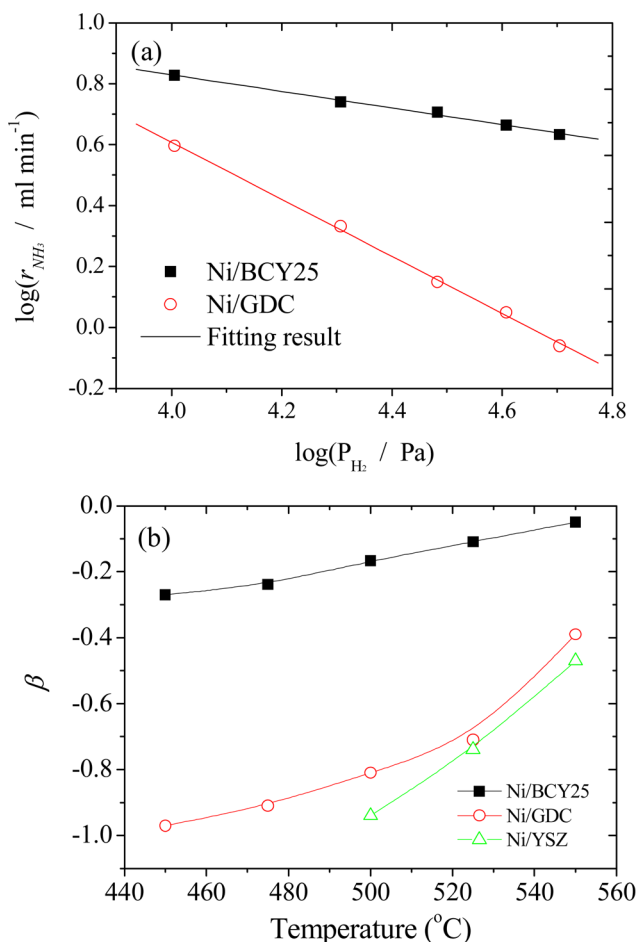 (a)
1.0
0.8
0.6
0.4
0.2
0.0
-0.2
log(r_NH₃ / ml min⁻¹)
Ni/BCY25
Ni/GDC
Fitting result
4.0 4.2 4.4 4.6 4.8
log(P_H₂ / Pa)
(b)
0.0
-0.2
-0.4
-0.6
-0.8
-1.0
β
Ni/BCY25
Ni/GDC
Ni/YSZ
440 460 480 500 520 540 560
Temperature (°C)